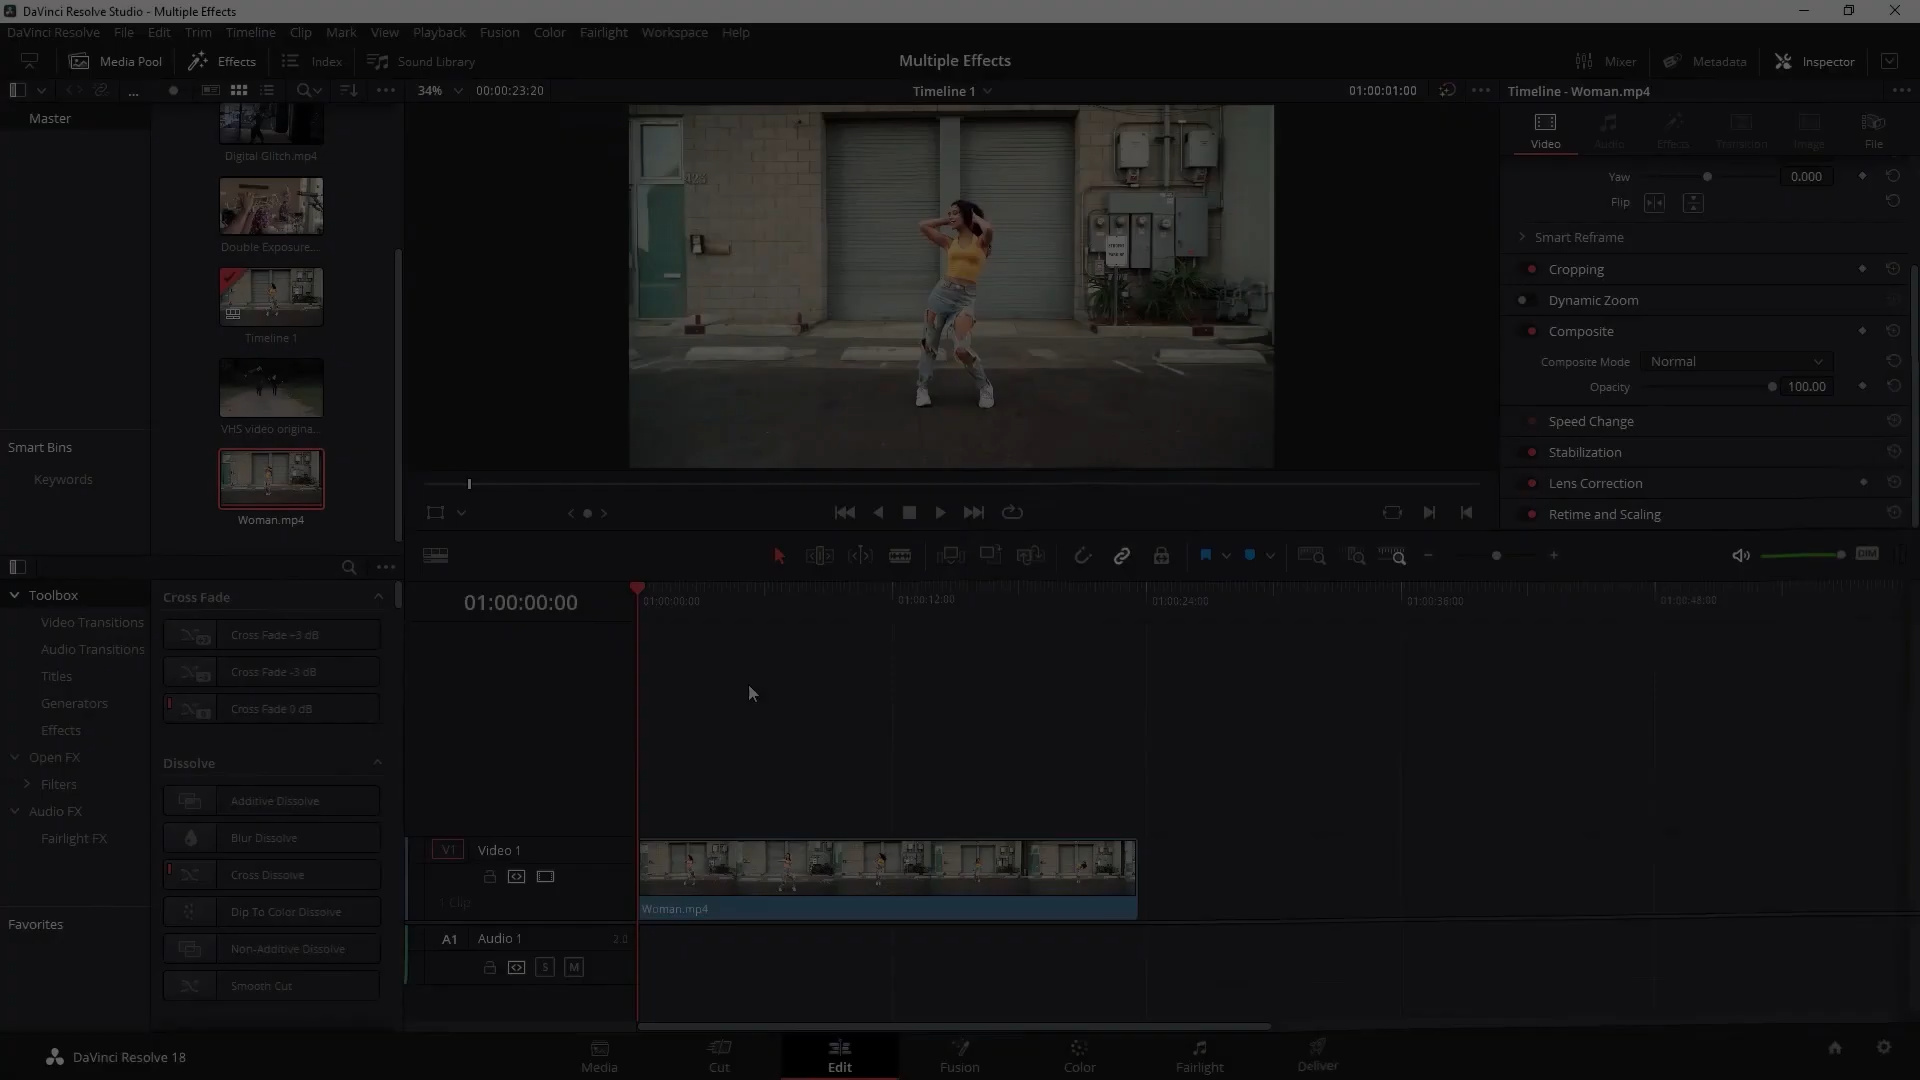 DaVinci Resolve Studio - Multiple Effects
DaVinci Resolve File Edit Trim Timeline Clip Mark View Playback Fusion Color Fairlight Workspace Help
Media Pool Effects Index Sound Library
Multiple Effects
Mixer Metadata Inspector
34% 00:00:23:20
Timeline 1
01:00:01:00
Timeline - Woman.mp4
Master
Digital Glitch.mp4
Double Exposure...
Timeline 1
VHS video origina...
Woman.mp4
Smart Bins
Keywords
Video Audio Effects Transition Image File
Yaw 0.000
Flip
Smart Reframe
Cropping
Dynamic Zoom
Composite
Composite Mode Normal
Opacity 100.00
Speed Change
Stabilization
Lens Correction
Retime and Scaling
DIM
Toolbox
Video Transitions
Audio Transitions
Titles
Generators
Effects
Open FX
Filters
Audio FX
Fairlight FX
Favorites
Cross Fade
Cross Fade +3 dB
Cross Fade -3 dB
Cross Fade 0 dB
Dissolve
Additive Dissolve
Blur Dissolve
Cross Dissolve
Dip To Color Dissolve
Non-Additive Dissolve
Smooth Cut
01:00:00:00
01:00:00:00 01:00:12:00 01:00:24:00 01:00:36:00 01:00:48:00
V1 Video 1
1 Clip
Woman.mp4
A1 Audio 1 2.0
S M
DaVinci Resolve 18
Media Cut Edit Fusion Color Fairlight Deliver